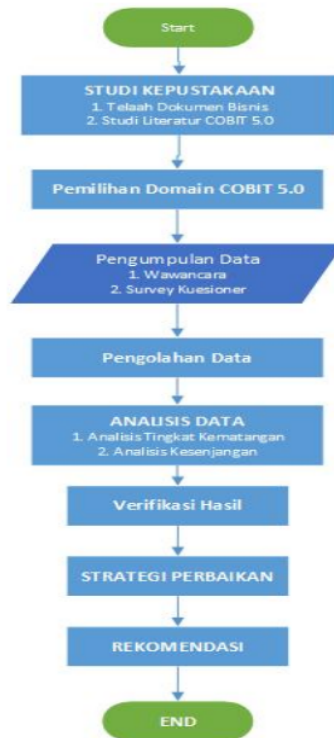 Start
STUDI KEPUSTAKAAN
1. Telaah Dokumen Bisnis
2. Studi Literatur COBIT 5,0
Pemilihan Domain COBIT 5.0
Pengumpulan Data
1. Wawancara
2. Survey Kuesioner
Pengolahan Data
ANALISIS DATA
1. Analisis Tingkat Kematangan
2. Analisis Kesenjangan
Verifikasi Hasil
STRATEGI PERBAIKAN
REKOMENDASI
END